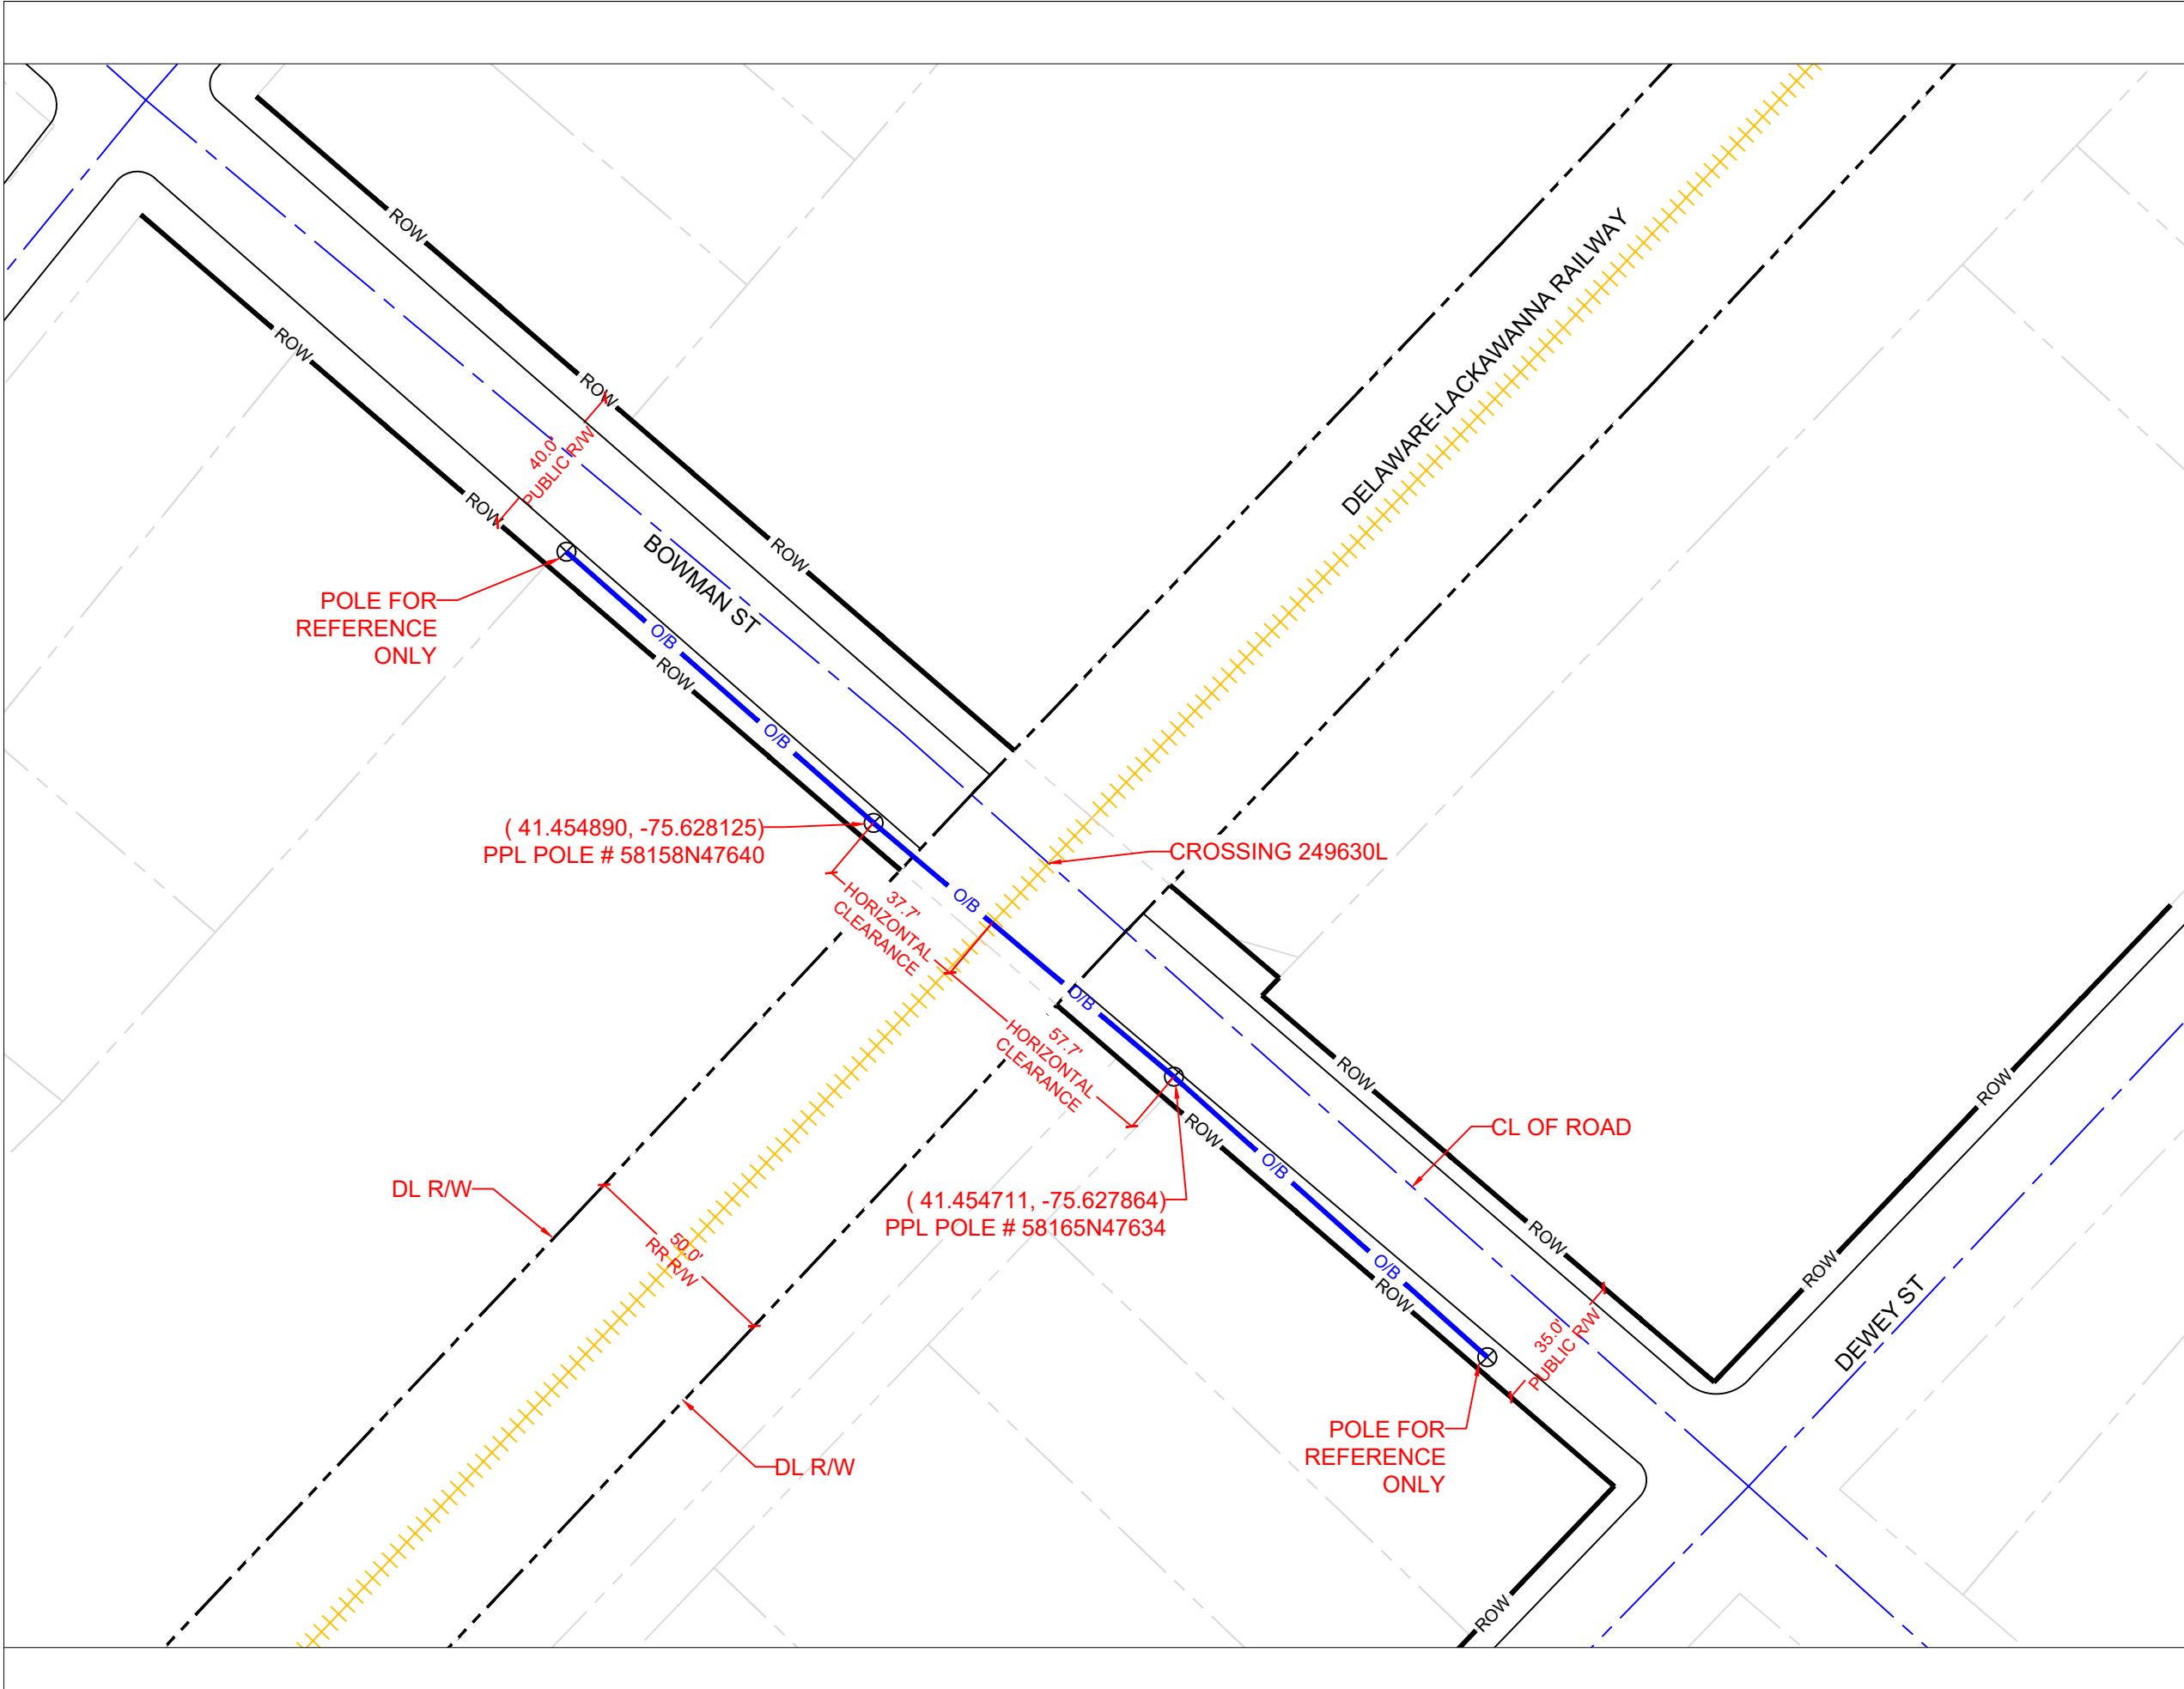 ROW
DELAWARE-LACKAWANNA RAILWAY
ROW
ROW
40.0'
PUBLIC R/W
ROW
ROW
BOWMAN ST
POLE FOR
REFERENCE
ONLY
O/B
ROW
O/B
( 41.454890, -75.628125)
PPL POLE # 58158N47640
CROSSING 249630L
O/B
37.7'
HORIZONTAL
CLEARANCE
O/B
57.7'
HORIZONTAL
CLEARANCE
ROW
ROW
ROW
CL OF ROAD
O/B
DL R/W
( 41.454711, -75.627864)
PPL POLE # 58165N47634
50.0'
RR R/W
ROW
ROW
O/B
ROW
35.0'
PUBLIC R/W
DEWEY ST
POLE FOR
REFERENCE
ONLY
DL R/W
ROW